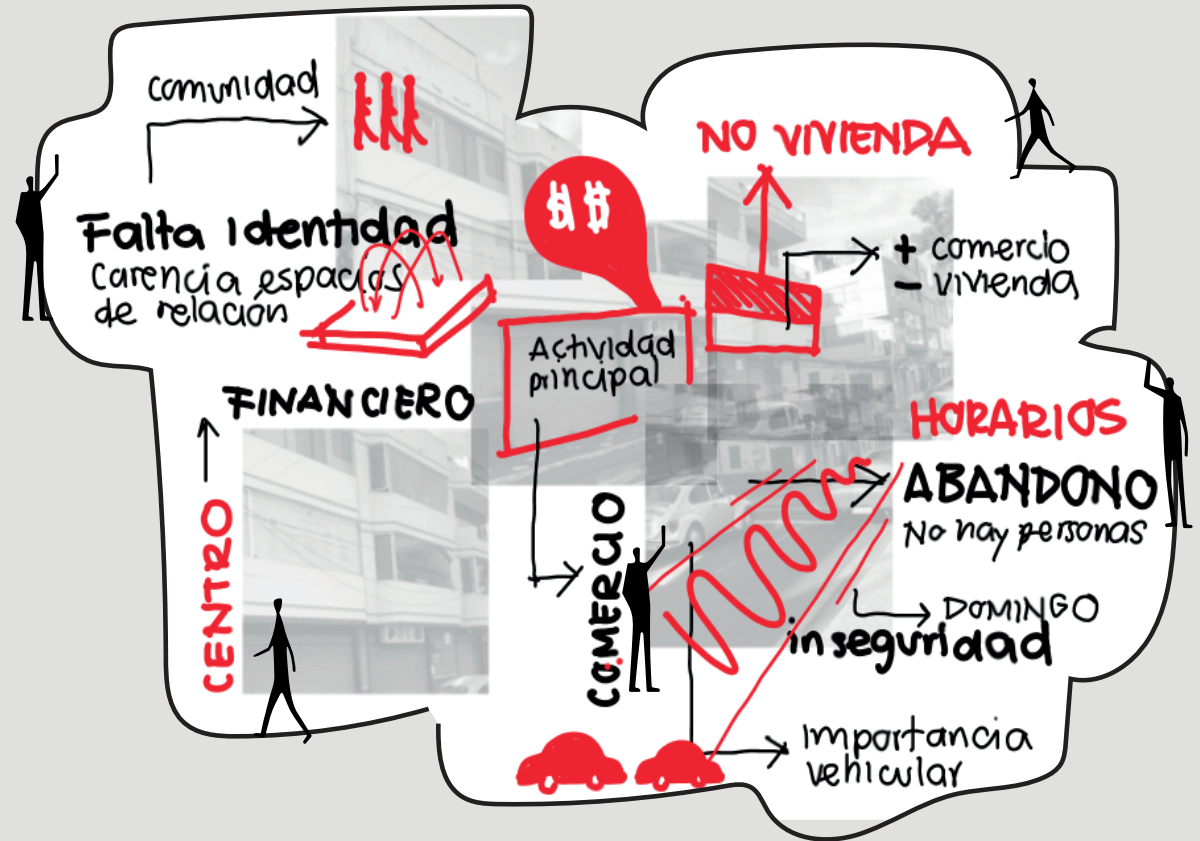 comunidad
Falta identidad
carencia espacios
de relación
FINANCIERO
CENTRO
$ $
Actividad
principal
COMERCIO
NO VIVIENDA
+ comercio
- vivienda
HORARIOS
ABANDONO
No hay personas
DOMINGO
inseguridad
importancia
vehicular